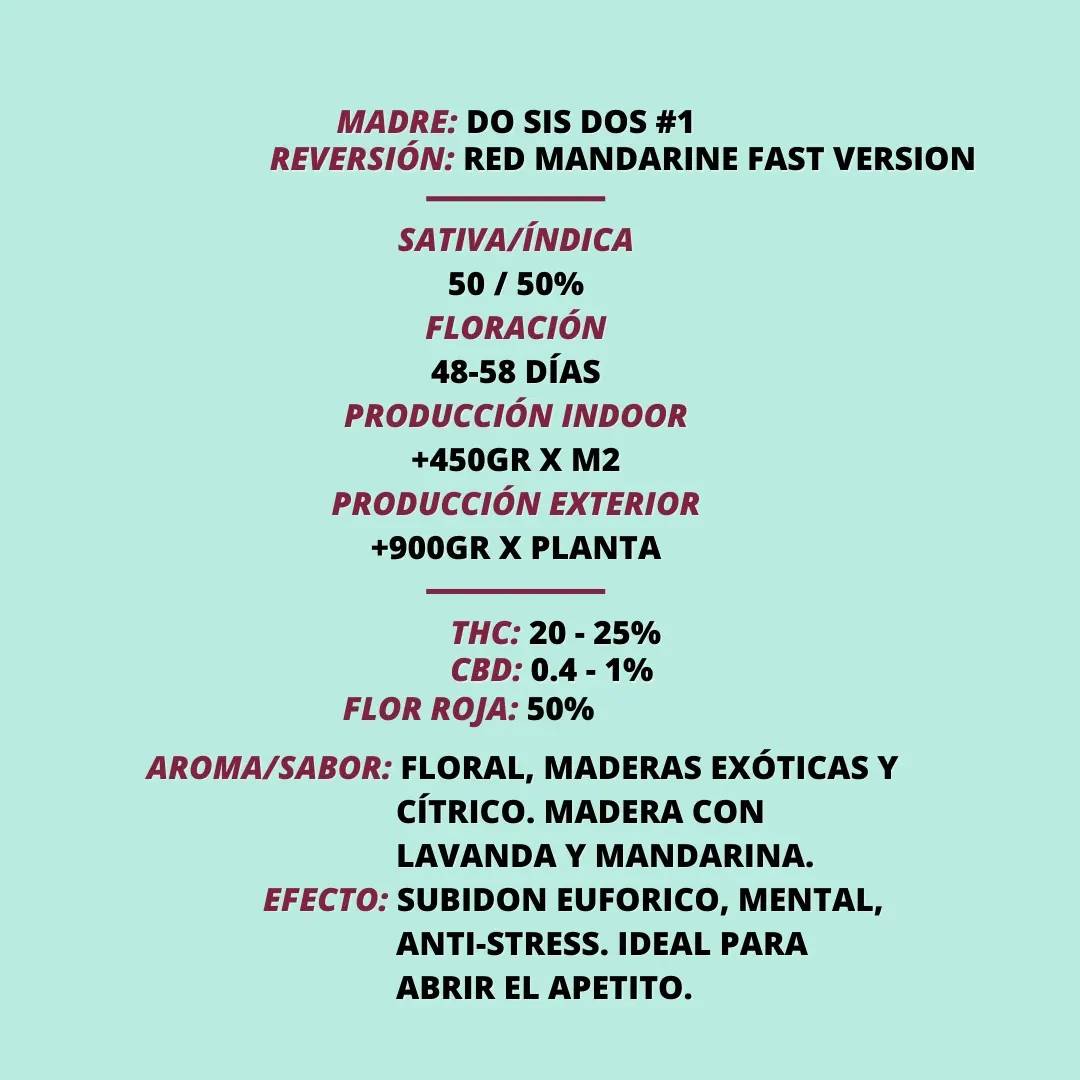 MADRE: DO SIS DOS #1
REVERSIÓN: RED MANDARINE FAST VERSION
SATIVA/ÍNDICA
50 / 50%
FLORACIÓN
48-58 DÍAS
PRODUCCIÓN INDOOR
+450GR X M2
PRODUCCIÓN EXTERIOR
+900GR X PLANTA
THC: 20 - 25%
CBD: 0.4 - 1%
FLOR ROJA: 50%
AROMA/SABOR: FLORAL, MADERAS EXÓTICAS Y
CÍTRICO. MADERA CON
LAVANDA Y MANDARINA.
EFECTO: SUBIDON EUFORICO, MENTAL,
ANTI-STRESS. IDEAL PARA
ABRIR EL APETITO.